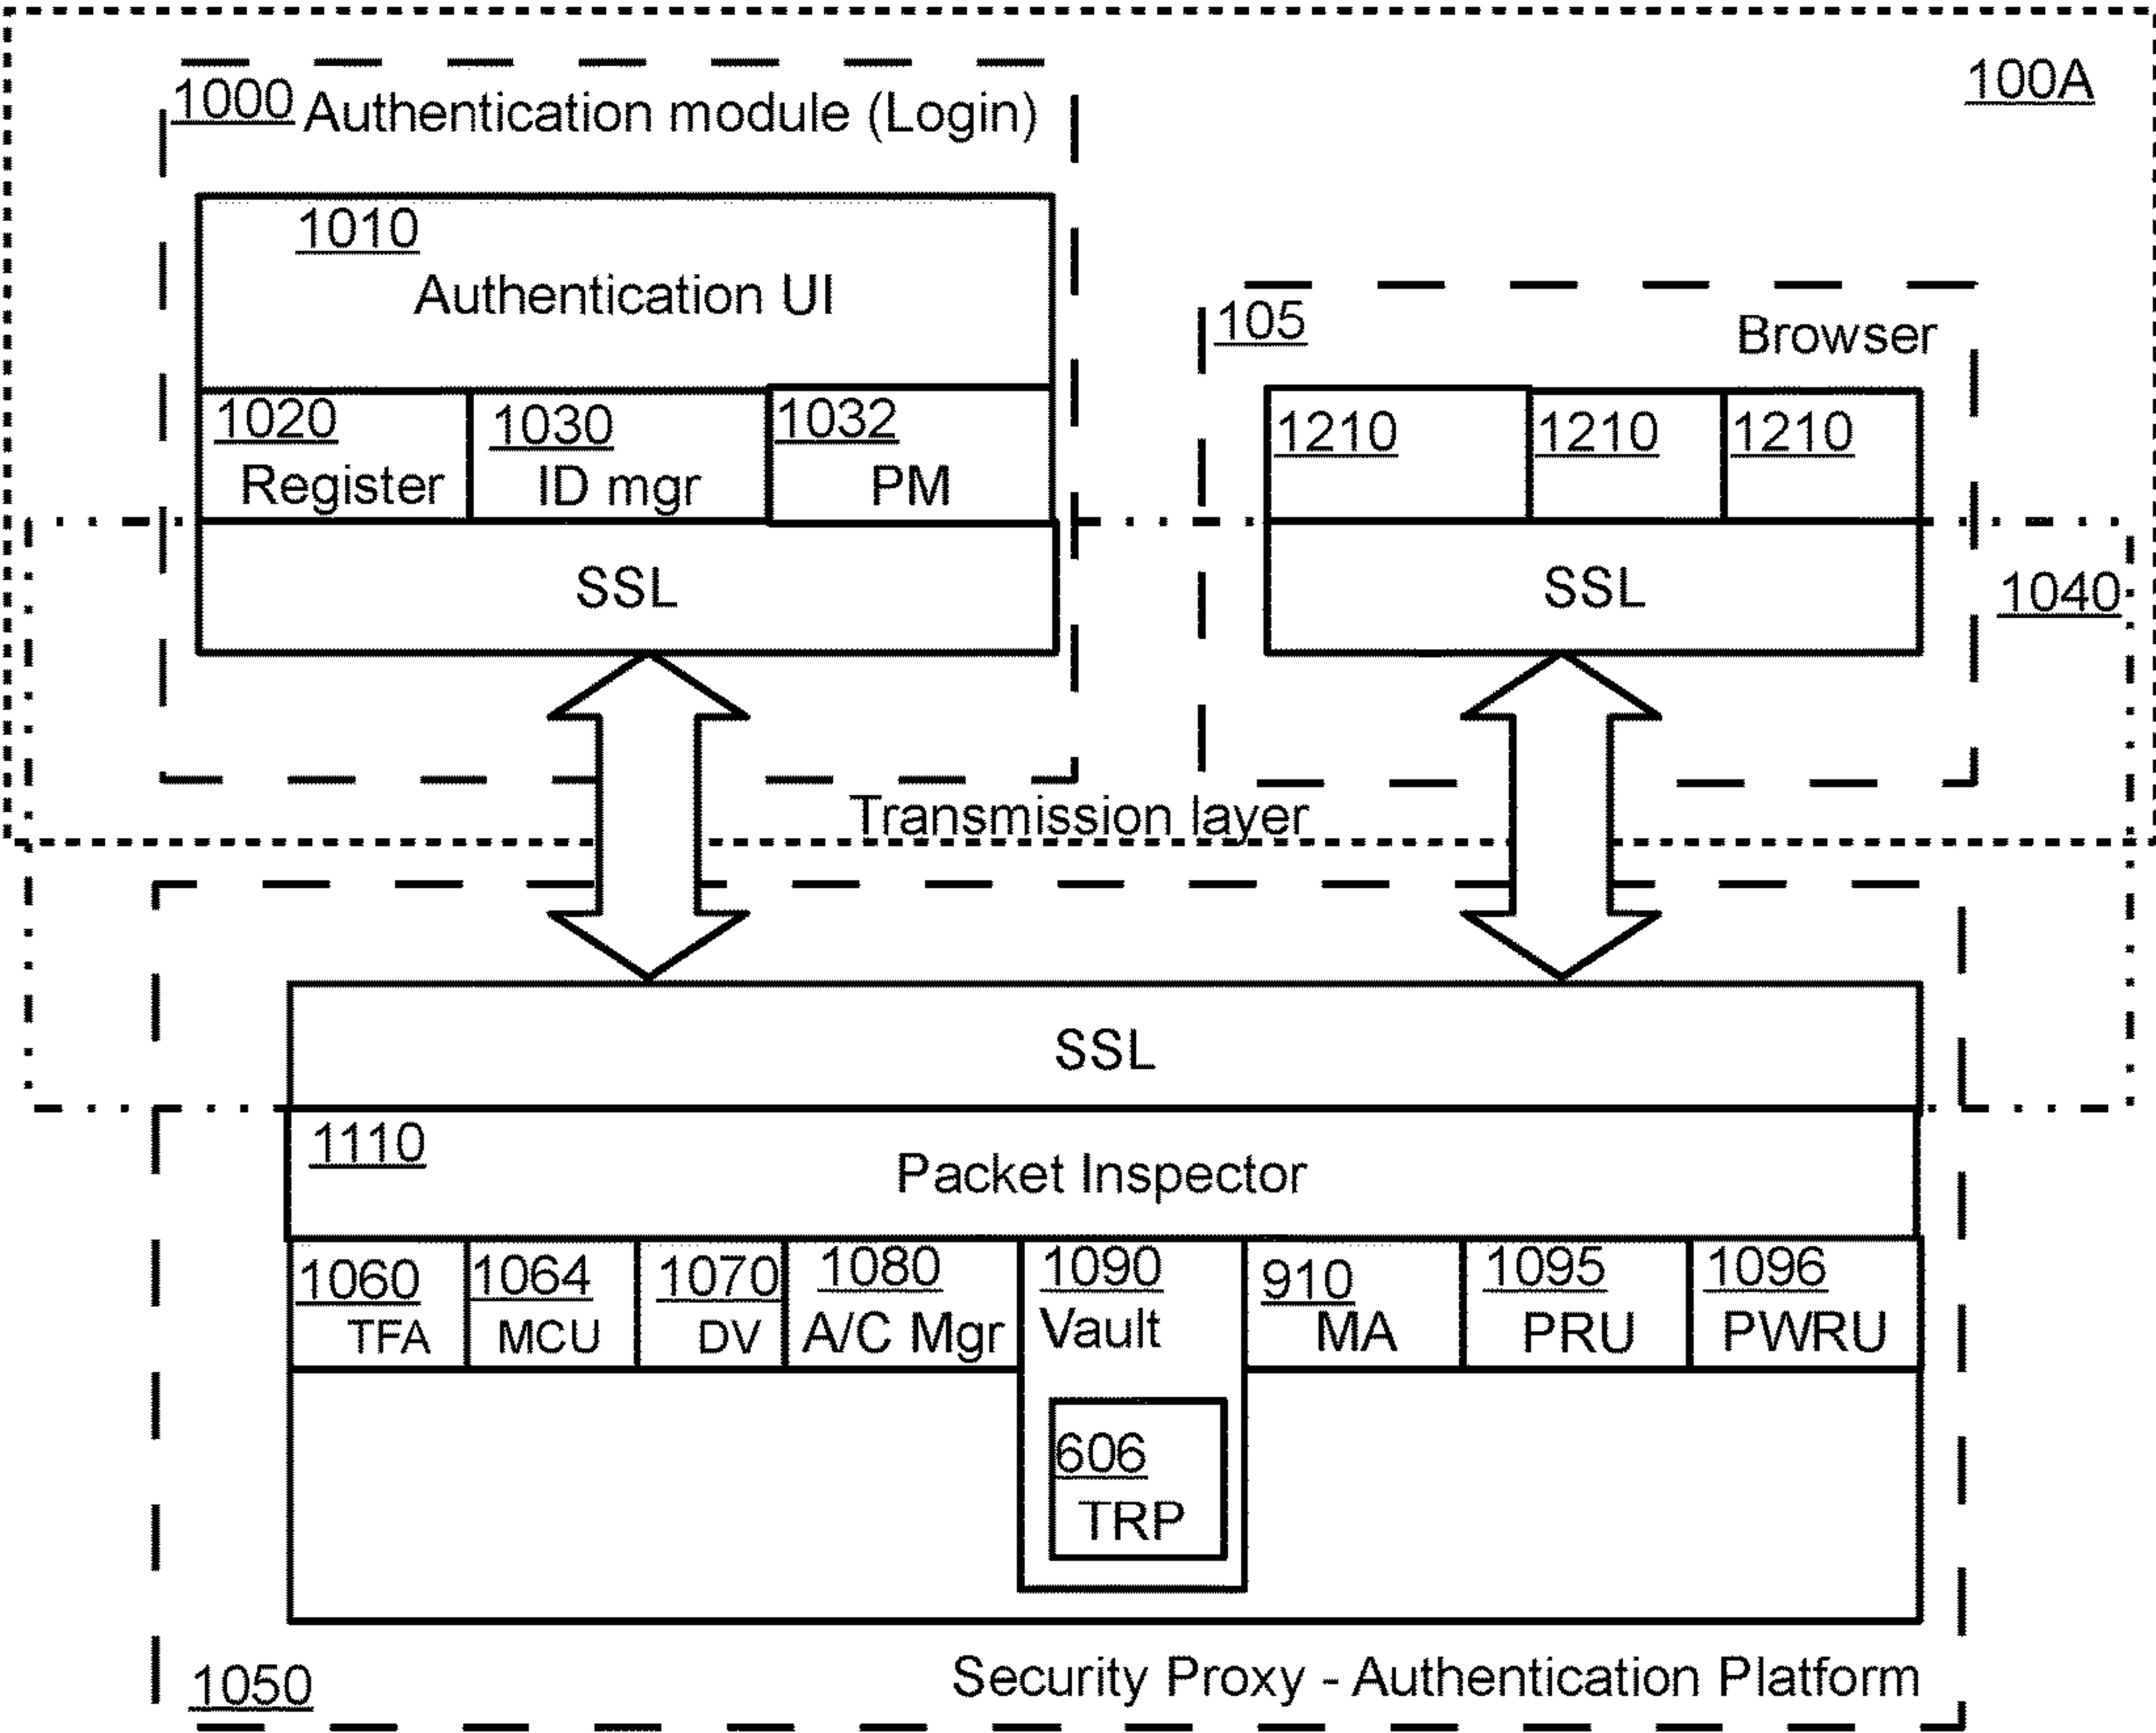 100A
1000 Authentication module (Login)
1010
Authentication UI
1020
Register
1030
ID mgr
1032
PM
SSL
105
Browser
1210
1210
1210
SSL
1040
Transmission layer
SSL
1110
Packet Inspector
1060
TFA
1064
MCU
1070
DV
1080
A/C Mgr
1090
Vault
606
TRP
910
MA
1095
PRU
1096
PWRU
1050
Security Proxy - Authentication Platform